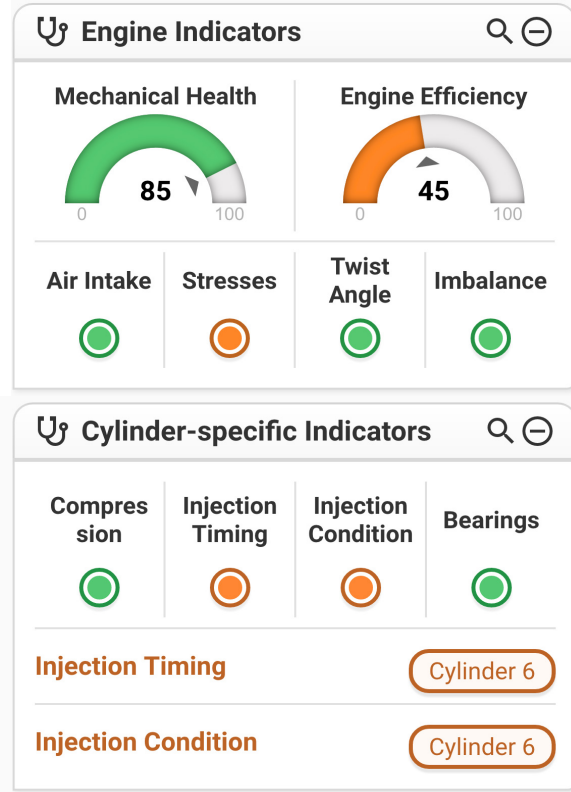 Engine Indicators
Mechanical Health
Engine Efficiency
85
45
0
100
0
100
Air Intake
Stresses
Twist
Angle
Imbalance
Cylinder-specific Indicators
Compres
sion
Injection
Timing
Injection
Condition
Bearings
Injection Timing
Cylinder 6
Injection Condition
Cylinder 6